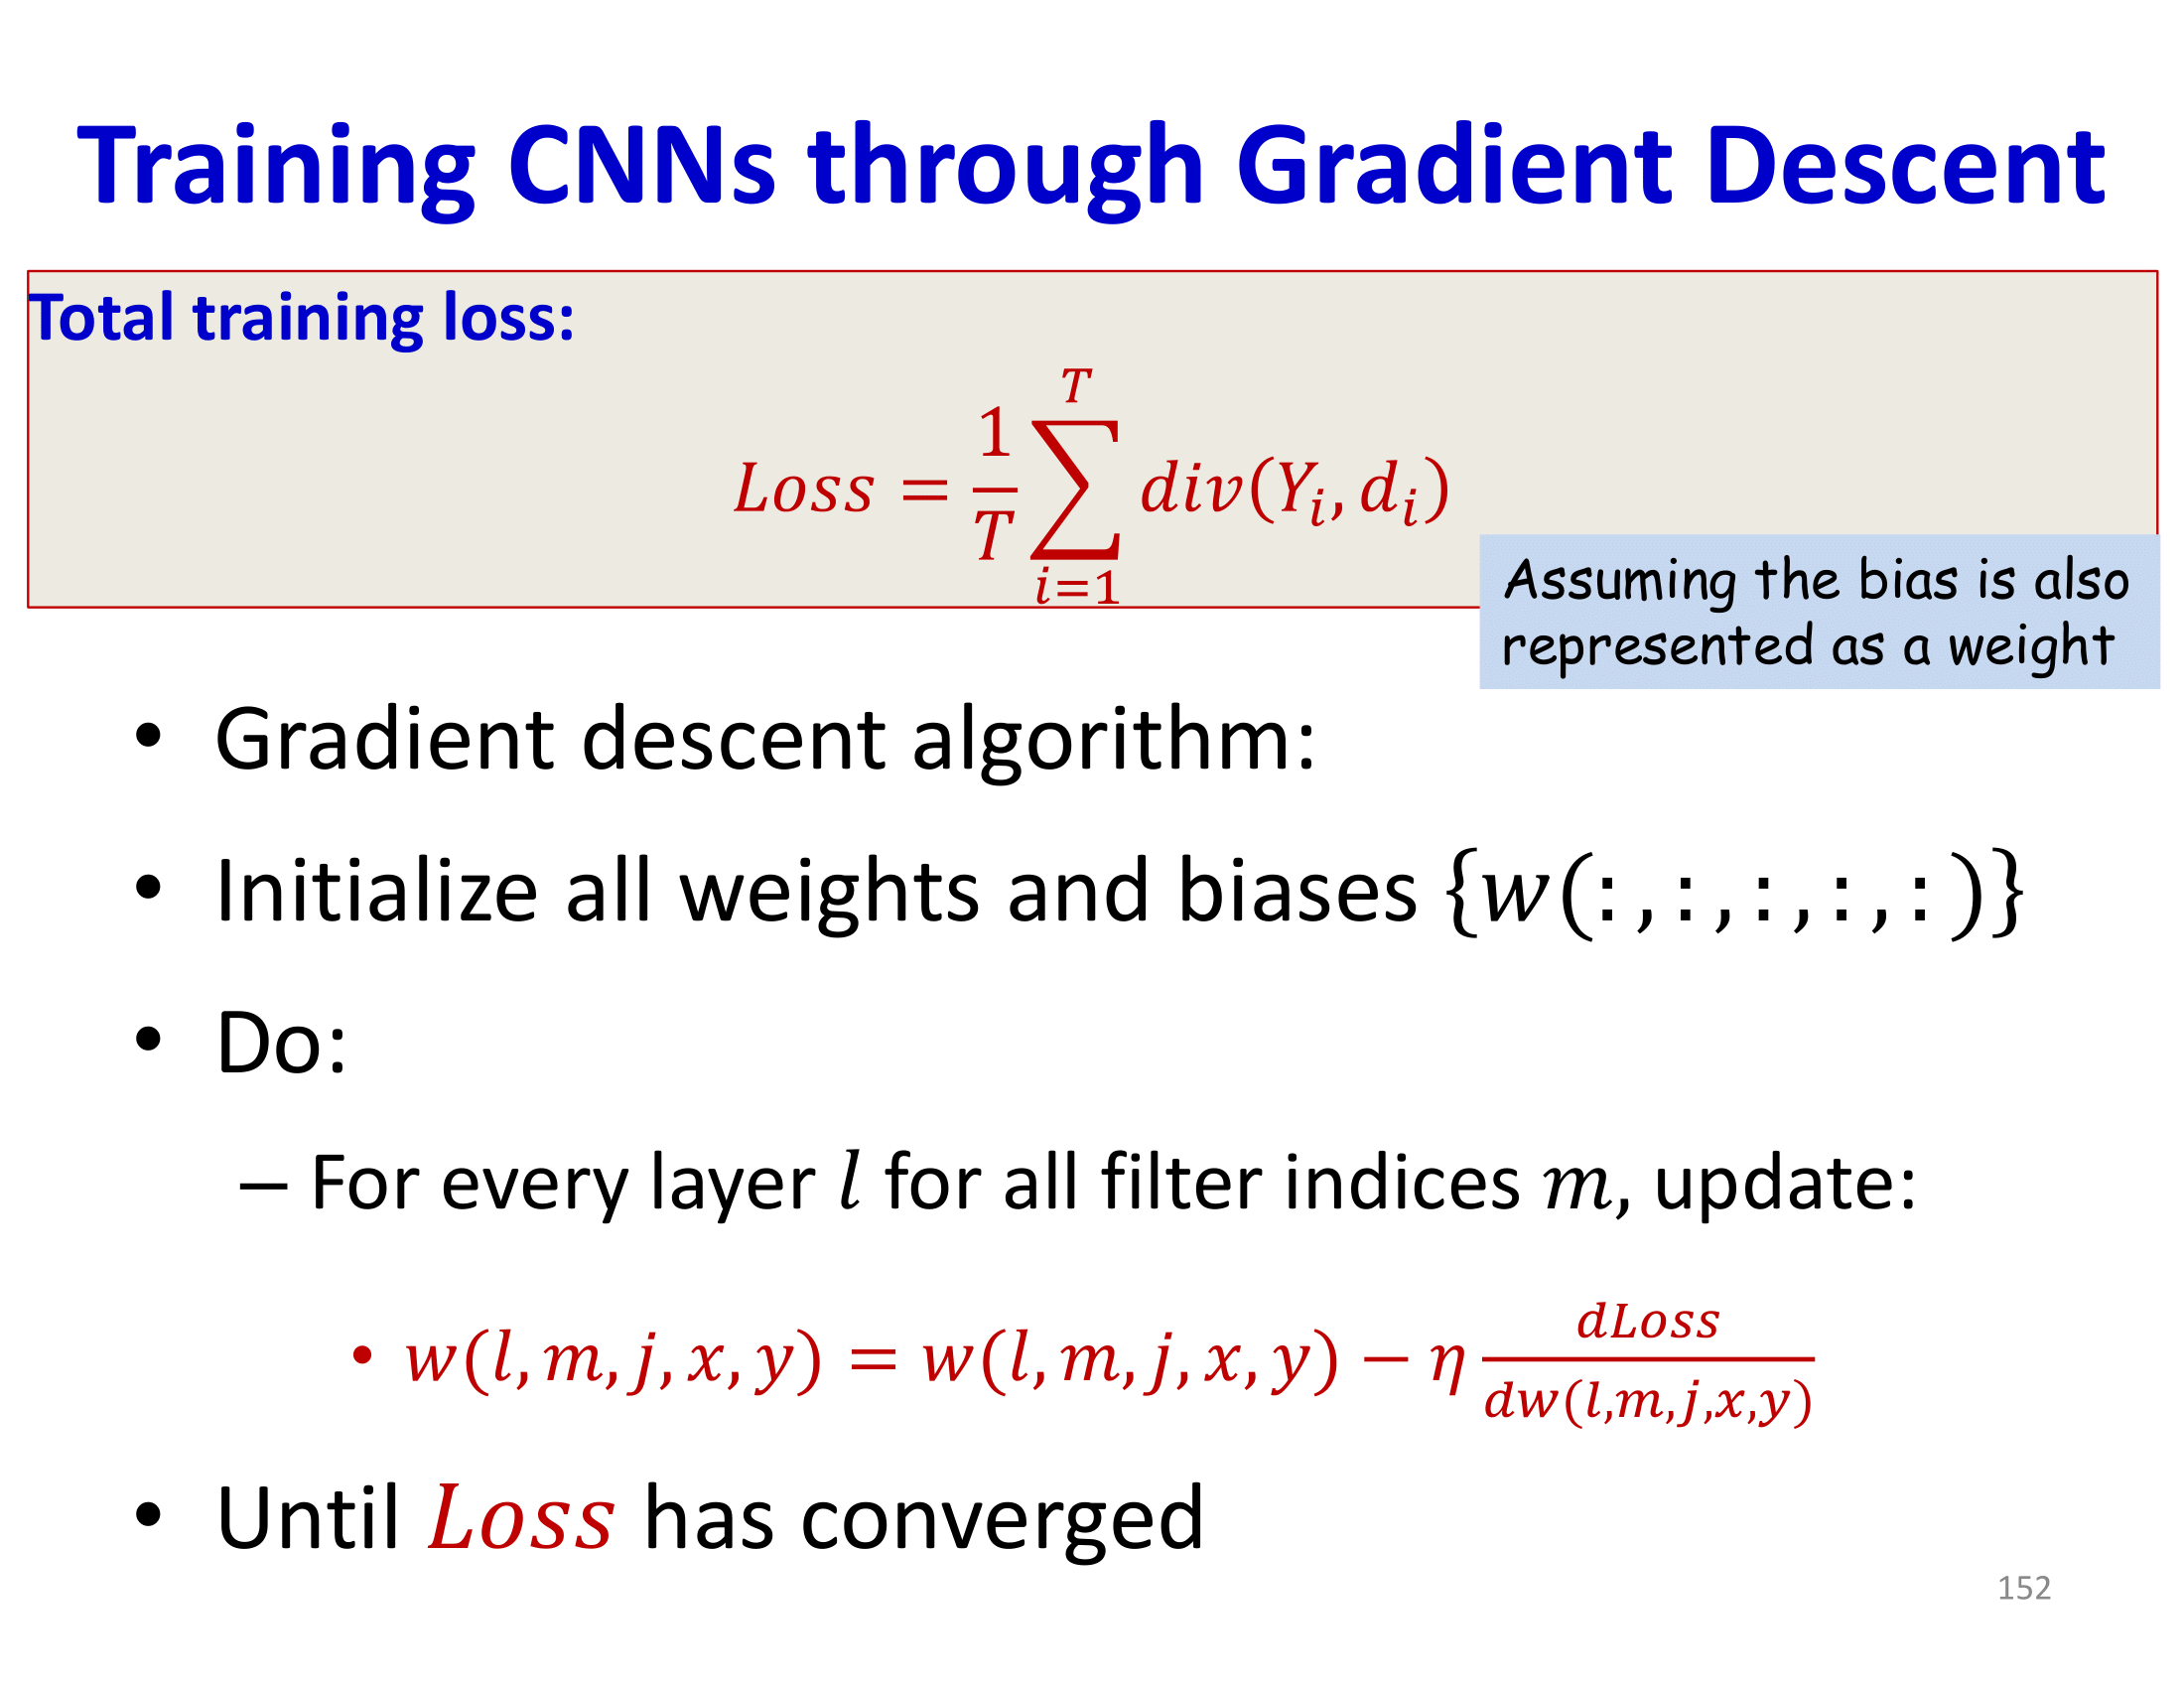 Training CNNs through Gradient Descent
Total training loss:
Loss = \frac{1}{T} \sum_{i=1}^{T} div(Y_i, d_i)
Assuming the bias is also
represented as a weight
• Gradient descent algorithm:
• Initialize all weights and biases {w(:,:,:,:,:)}
• Do:
– For every layer l for all filter indices m, update:
• w(l, m, j, x, y) = w(l, m, j, x, y) − η \frac{dLoss}{dw(l,m,j,x,y)}
• Until Loss has converged
152